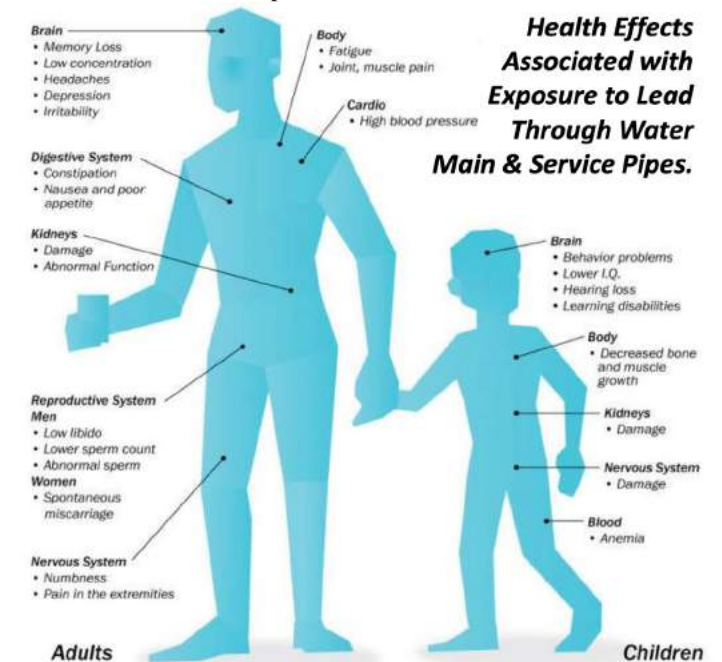 Health Effects
Associated with
Exposure to Lead
Through Water
Main & Service Pipes.
Brain
• Memory Loss
• Low concentration
• Headaches
• Depression
• Irritability
Body
• Fatigue
• Joint, muscle pain
Cardio
• High blood pressure
Digestive System
• Constipation
• Nausea and poor
appetite
Kidneys
• Damage
• Abnormal Function
Reproductive System
Men
• Low libido
• Lower sperm count
• Abnormal sperm
Women
• Spontaneous
miscarriage
Nervous System
• Numbness
• Pain in the extremities
Adults
Brain
• Behavior problems
• Lower I.Q.
• Hearing loss
• Learning disabilities
Body
• Decreased bone
and muscle
growth
Kidneys
• Damage
Nervous System
• Damage
Blood
• Anemia
Children